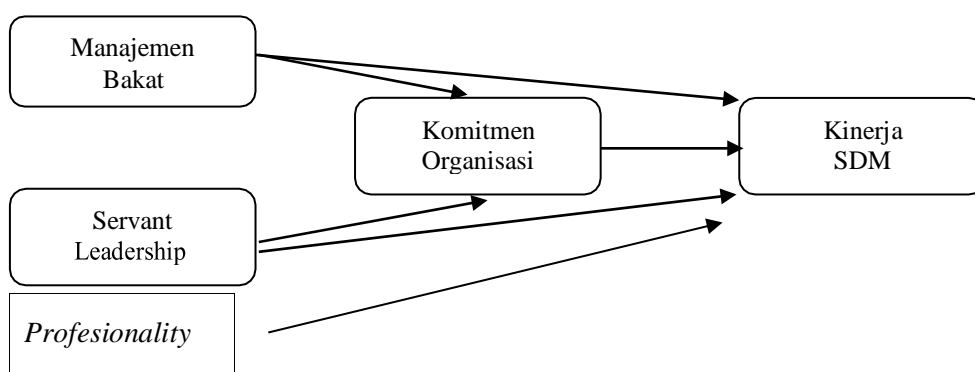 Manajemen
Bakat
Komitmen
Organisasi
Kinerja
SDM
Servant
Leadership
Profesionality